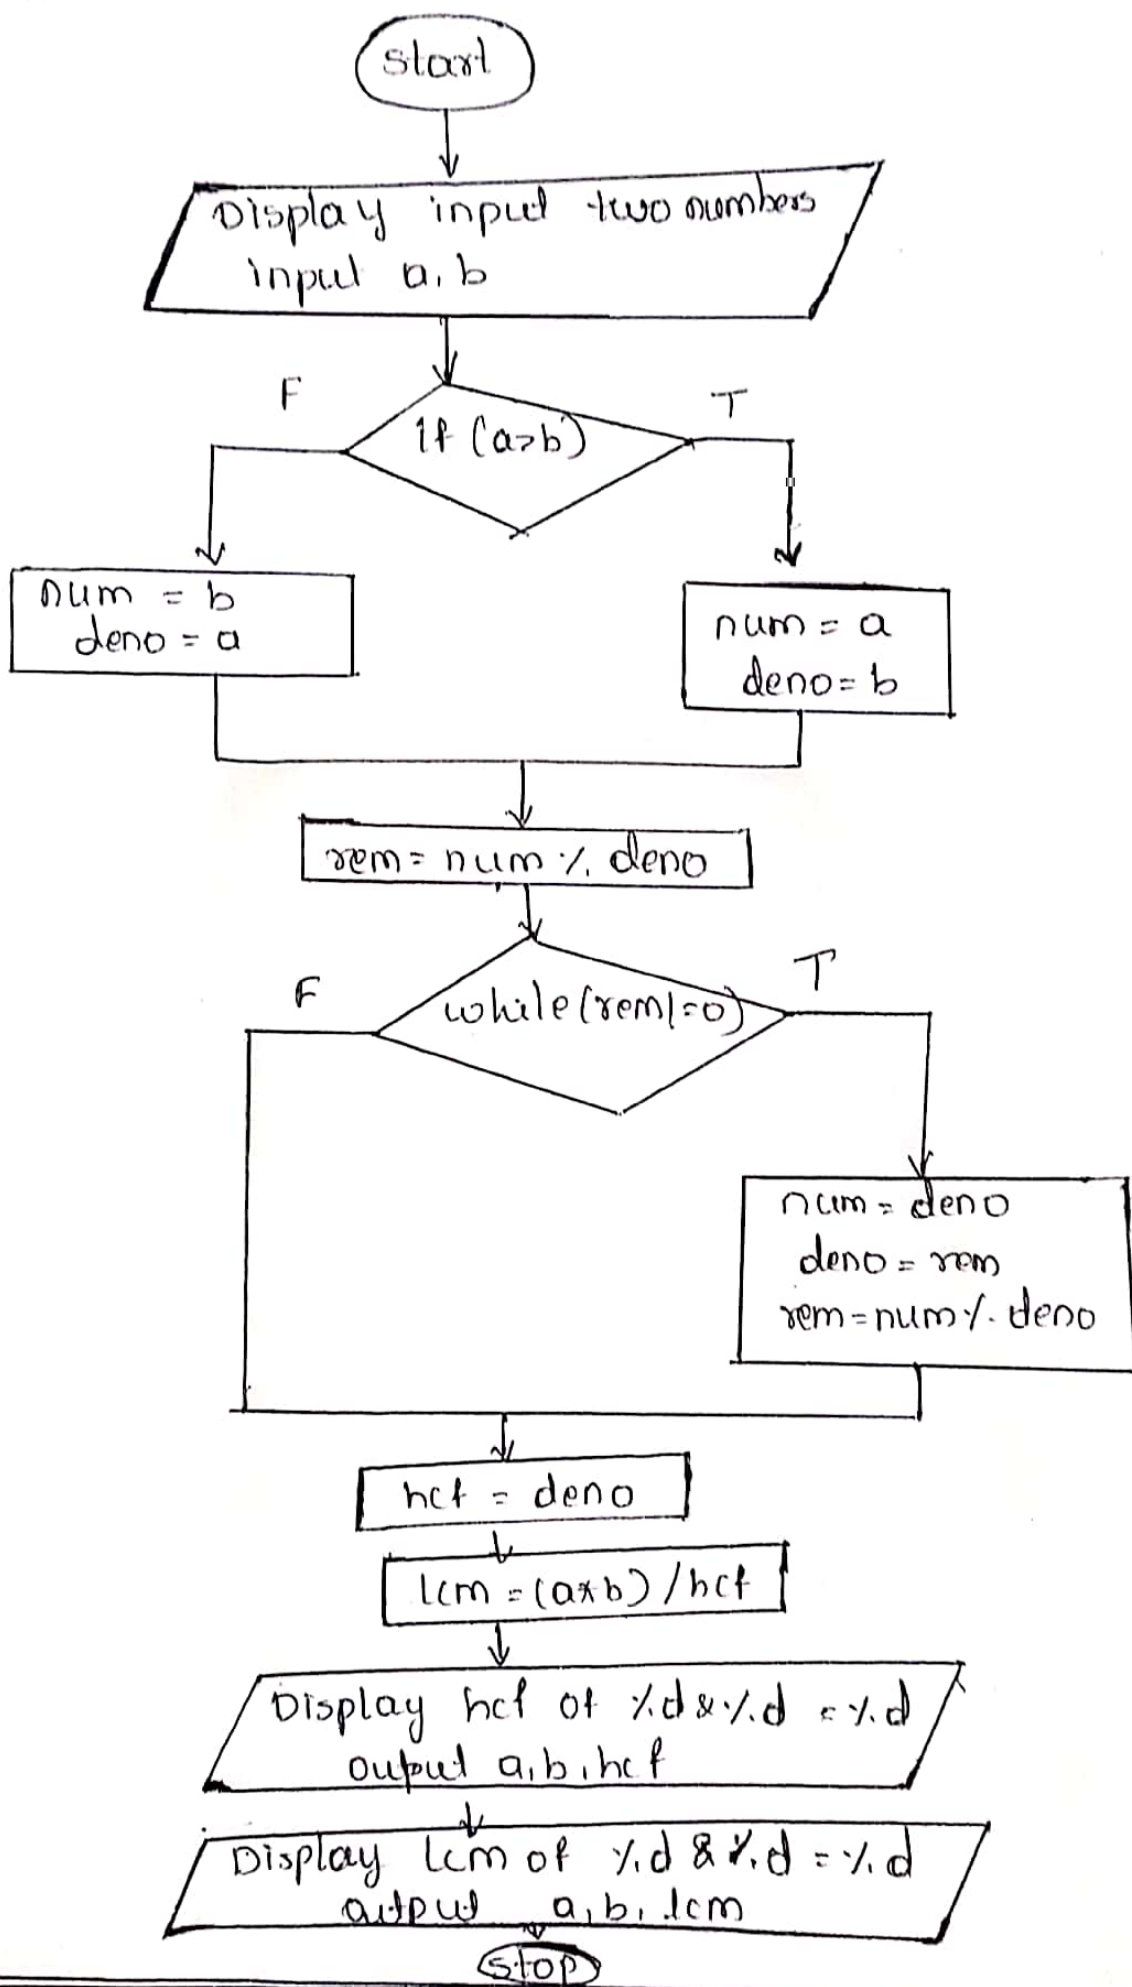 start
Display input two numbers
input a, b
F
T
if (a>b)
num = b
deno = a
num = a
deno = b
rem = num % deno
F
T
while(rem!=0)
num = deno
deno = rem
rem = num % deno
hcf = deno
lcm = (a*b) / hcf
Display hcf of %d & %d = %d
ouput a, b, hcf
Display lcm of %d & %d = %d
output a, b, lcm
stop